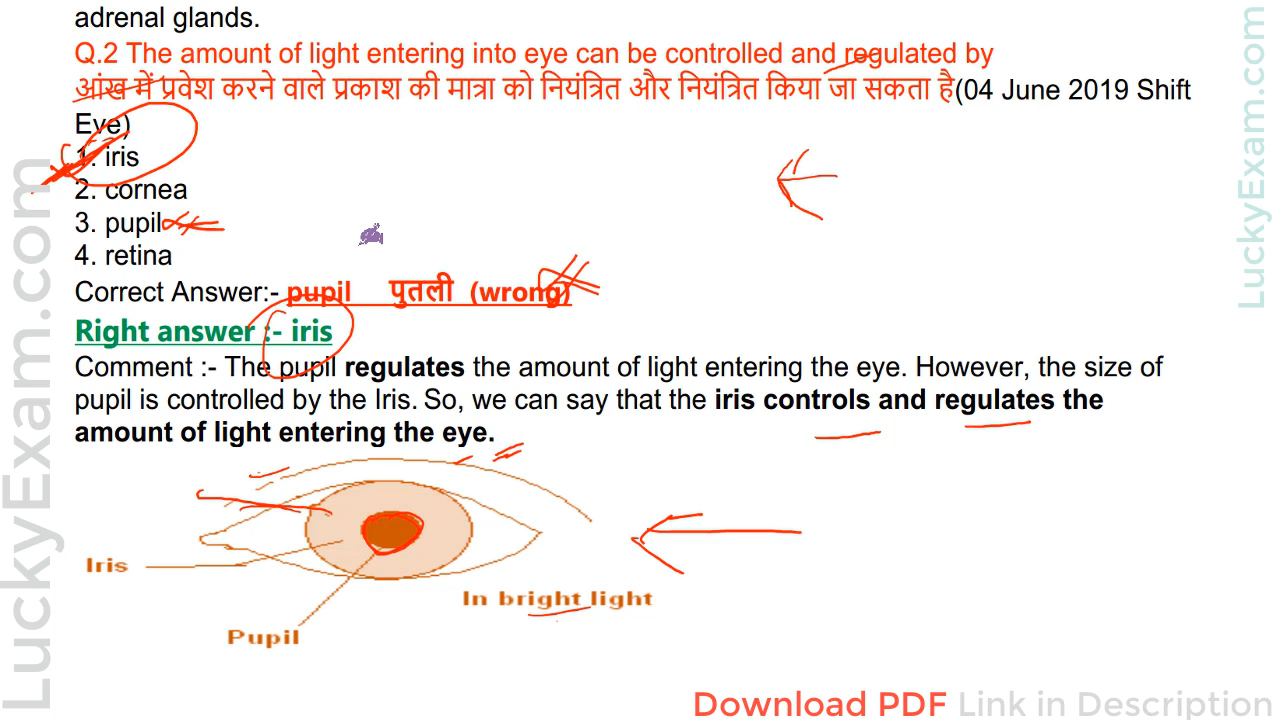 adrenal glands.
Q.2 The amount of light entering into eye can be controlled and regulated by
आंख में प्रवेश करने वाले प्रकाश की मात्रा को नियंत्रित और नियंत्रित किया जा सकता है(04 June 2019 Shift
Eve)
1. iris
2. cornea
3. pupil
4. retina
Correct Answer:- pupil पुतली (wrong)
Right answer :- iris
Comment :- The pupil regulates the amount of light entering the eye. However, the size of
pupil is controlled by the Iris. So, we can say that the iris controls and regulates the
amount of light entering the eye.
Iris
In bright light
Pupil
Download PDF Link in Description
LuckyExam.com
LuckyExam.com